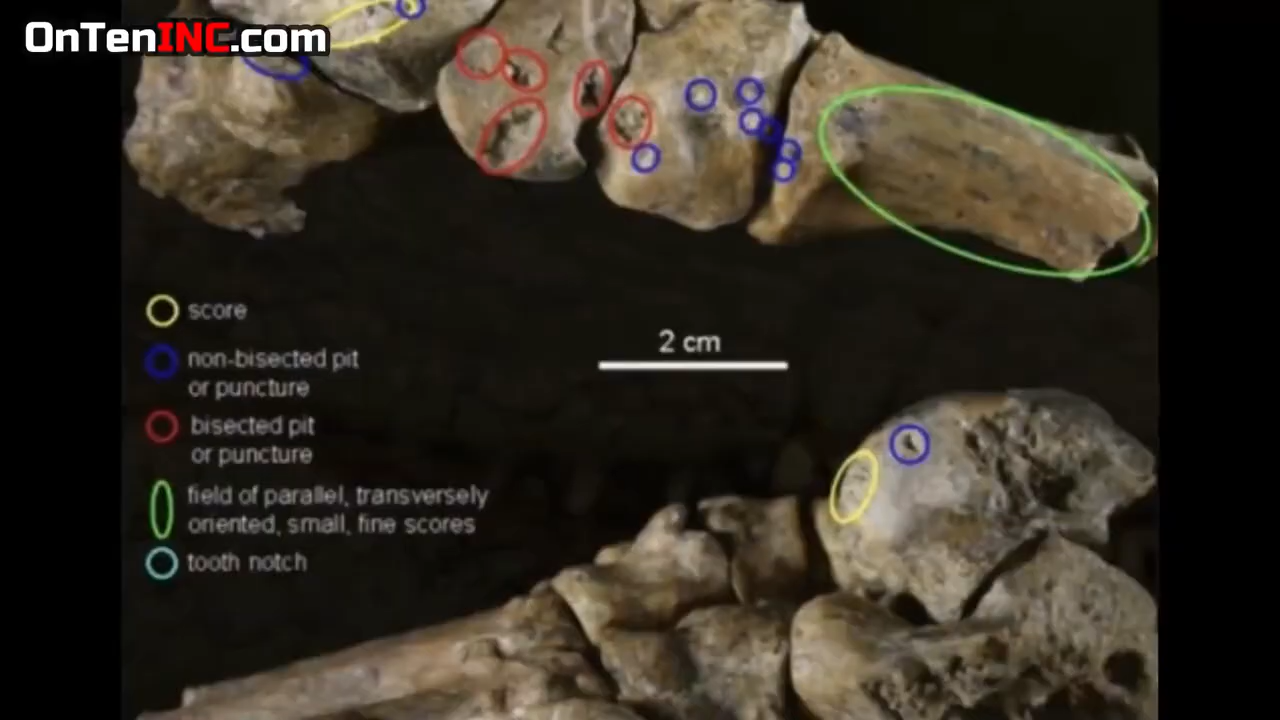 OnTenINC.com
score
2 cm
non-bisected pit
or puncture
bisected pit
or puncture
field of parallel, transversely
oriented, small, fine scores
tooth notch